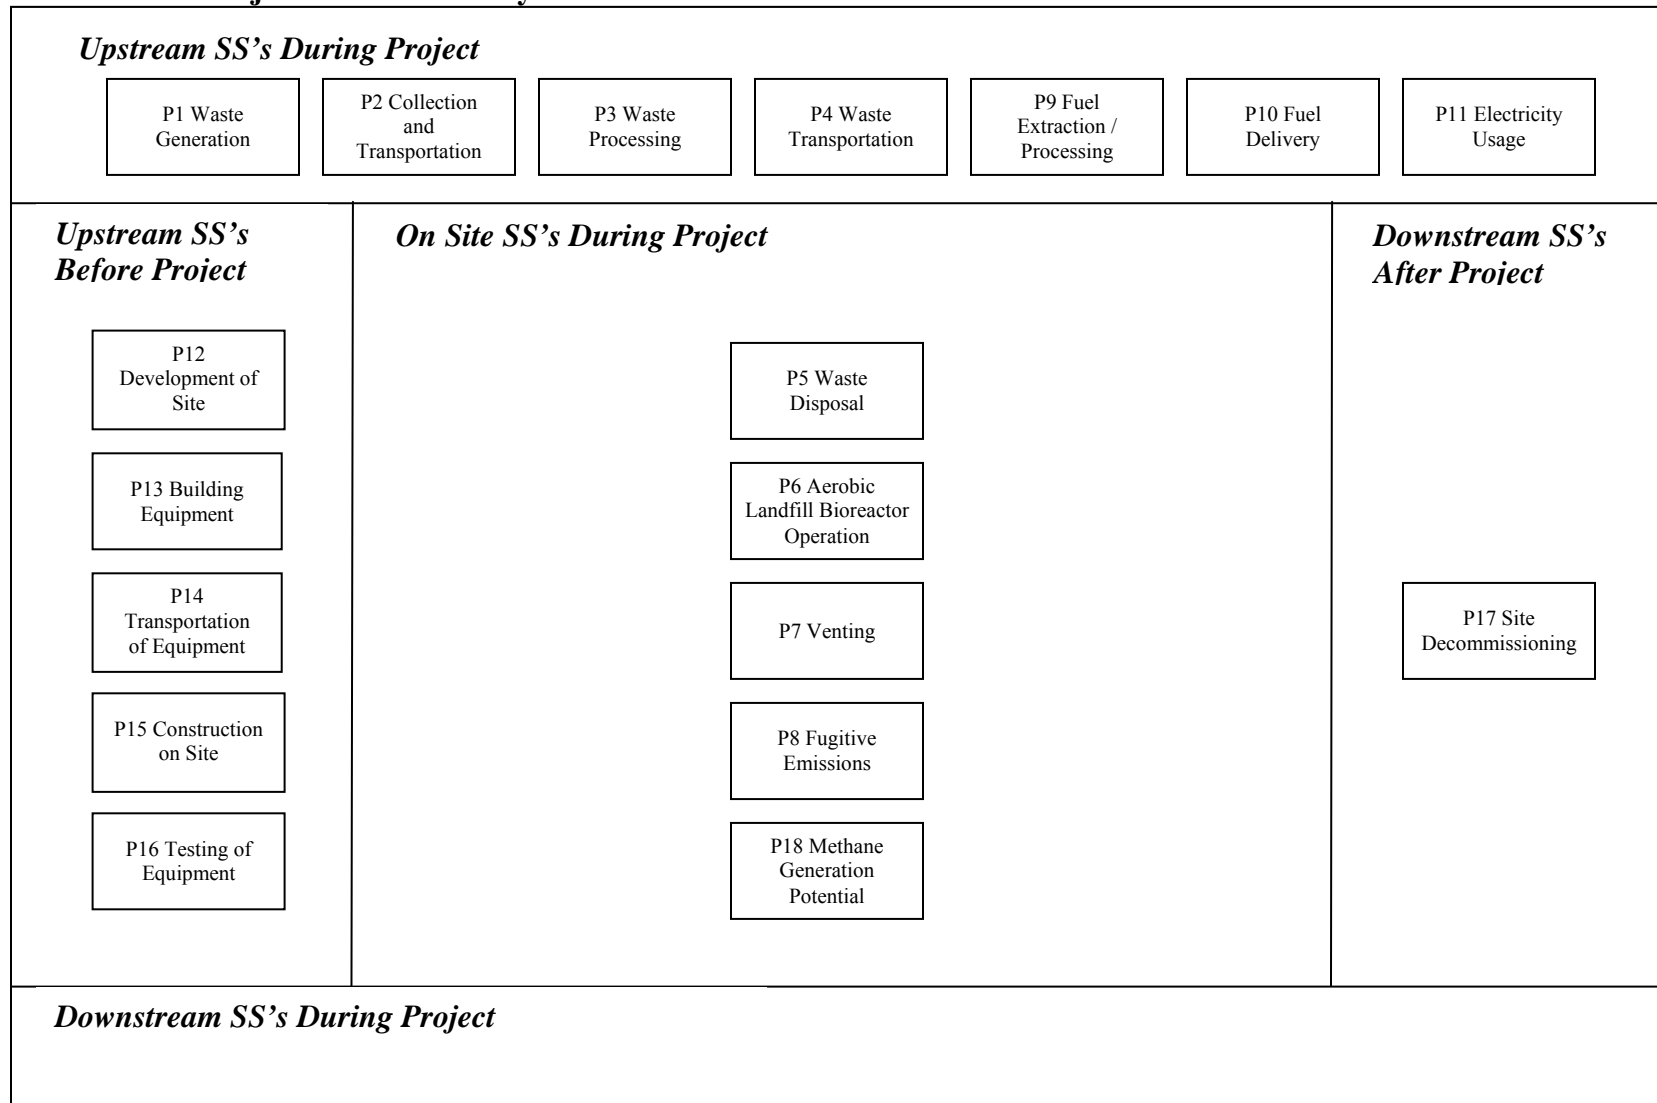 Upstream SS’s During Project
P1 Waste
Generation
P2 Collection
and
Transportation
P3 Waste
Processing
P4 Waste
Transportation
P9 Fuel
Extraction /
Processing
P10 Fuel
Delivery
P11 Electricity
Usage
Upstream SS’s
Before Project
P12
Development of
Site
P13 Building
Equipment
P14
Transportation
of Equipment
P15 Construction
on Site
P16 Testing of
Equipment
On Site SS’s During Project
P5 Waste
Disposal
P6 Aerobic
Landfill Bioreactor
Operation
P7 Venting
P8 Fugitive
Emissions
P18 Methane
Generation
Potential
Downstream SS’s
After Project
P17 Site
Decommissioning
Downstream SS’s During Project